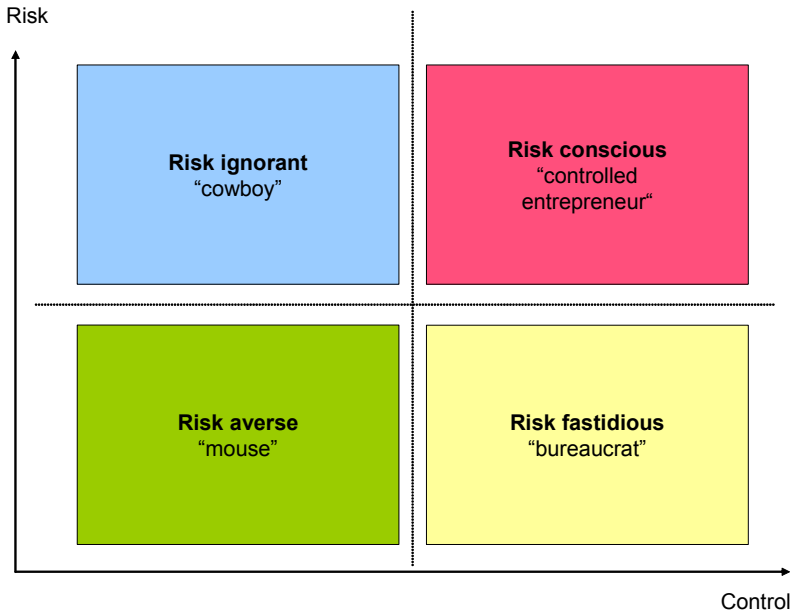 Risk
Risk ignorant
“cowboy”
Risk conscious
“controlled
entrepreneur“
Risk averse
“mouse”
Risk fastidious
“bureaucrat”
Control